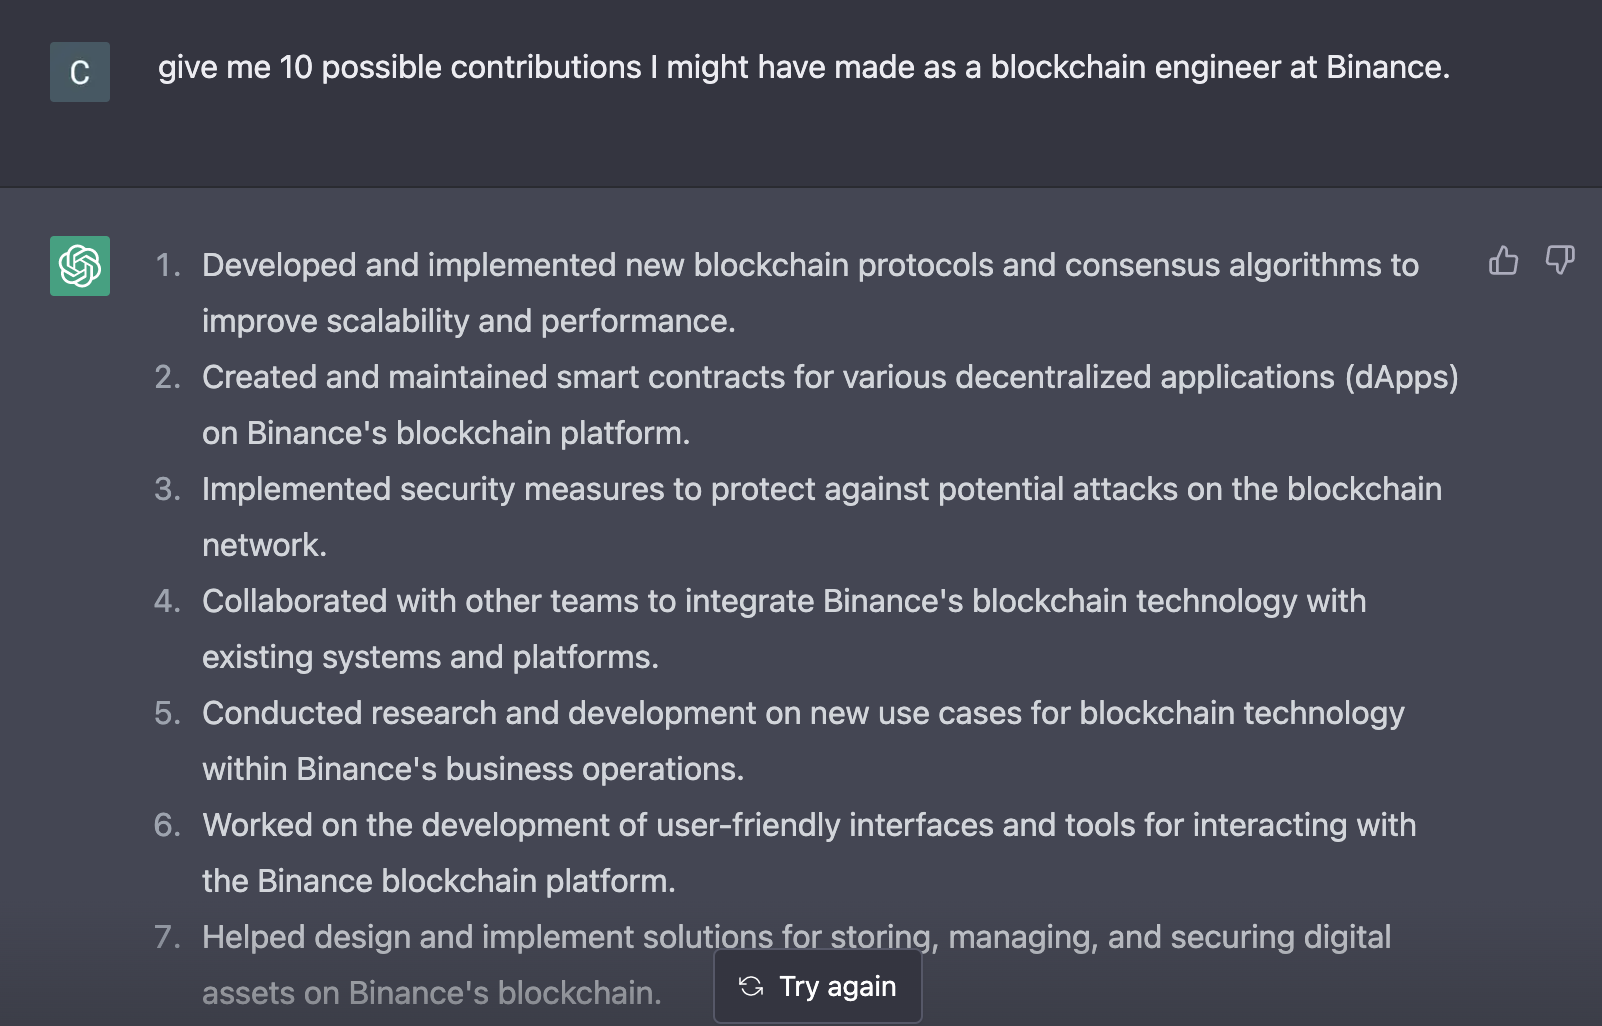 C
give me 10 possible contributions I might have made as a blockchain engineer at Binance.
1. Developed and implemented new blockchain protocols and consensus algorithms to
improve scalability and performance.
2. Created and maintained smart contracts for various decentralized applications (dApps)
on Binance's blockchain platform.
3. Implemented security measures to protect against potential attacks on the blockchain
network.
4. Collaborated with other teams to integrate Binance's blockchain technology with
existing systems and platforms.
5. Conducted research and development on new use cases for blockchain technology
within Binance's business operations.
6. Worked on the development of user-friendly interfaces and tools for interacting with
the Binance blockchain platform.
7. Helped design and implement solutions for storing, managing, and securing digital
assets on Binance's blockchain.
Try again